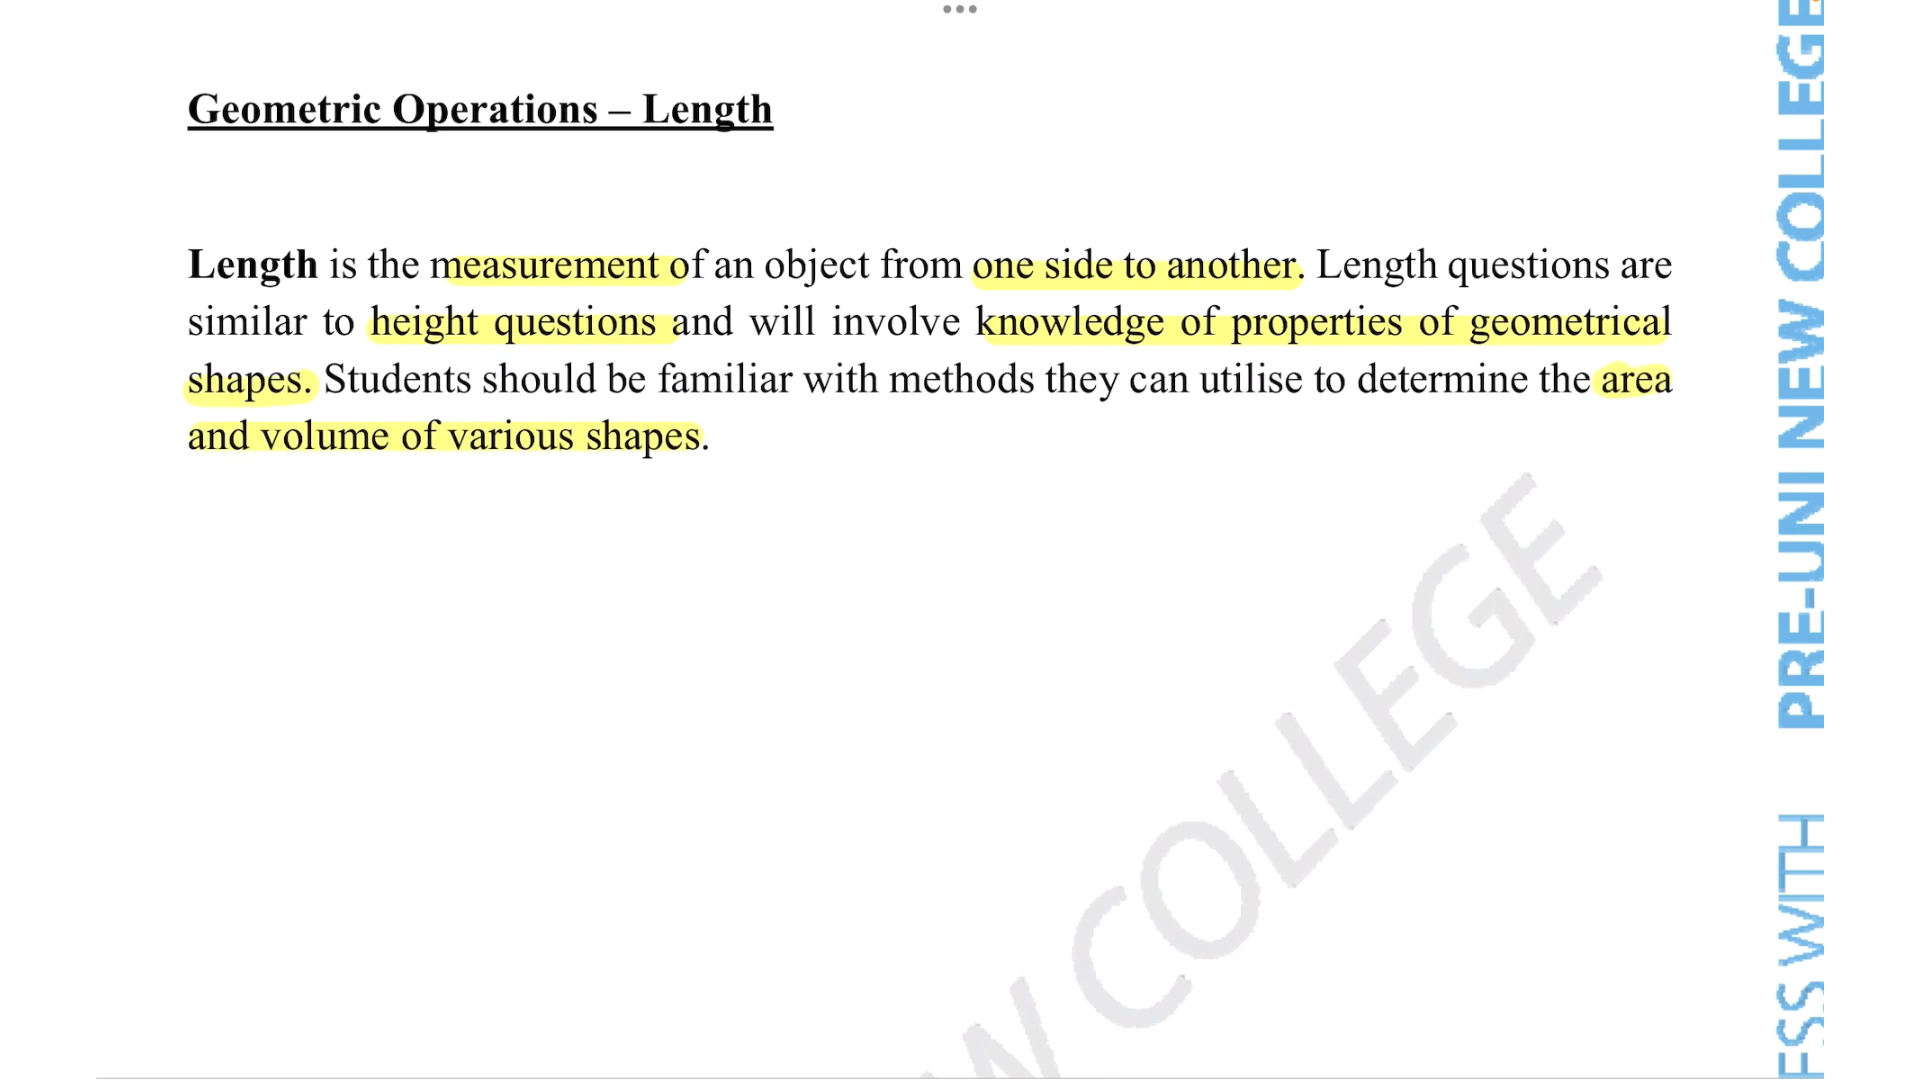 Geometric Operations – Length
Length is the measurement of an object from one side to another. Length questions are
similar to height questions and will involve knowledge of properties of geometrical
shapes. Students should be familiar with methods they can utilise to determine the area
and volume of various shapes.
COLLEGE
PRE-UNI NEW COLLEGE
WITH